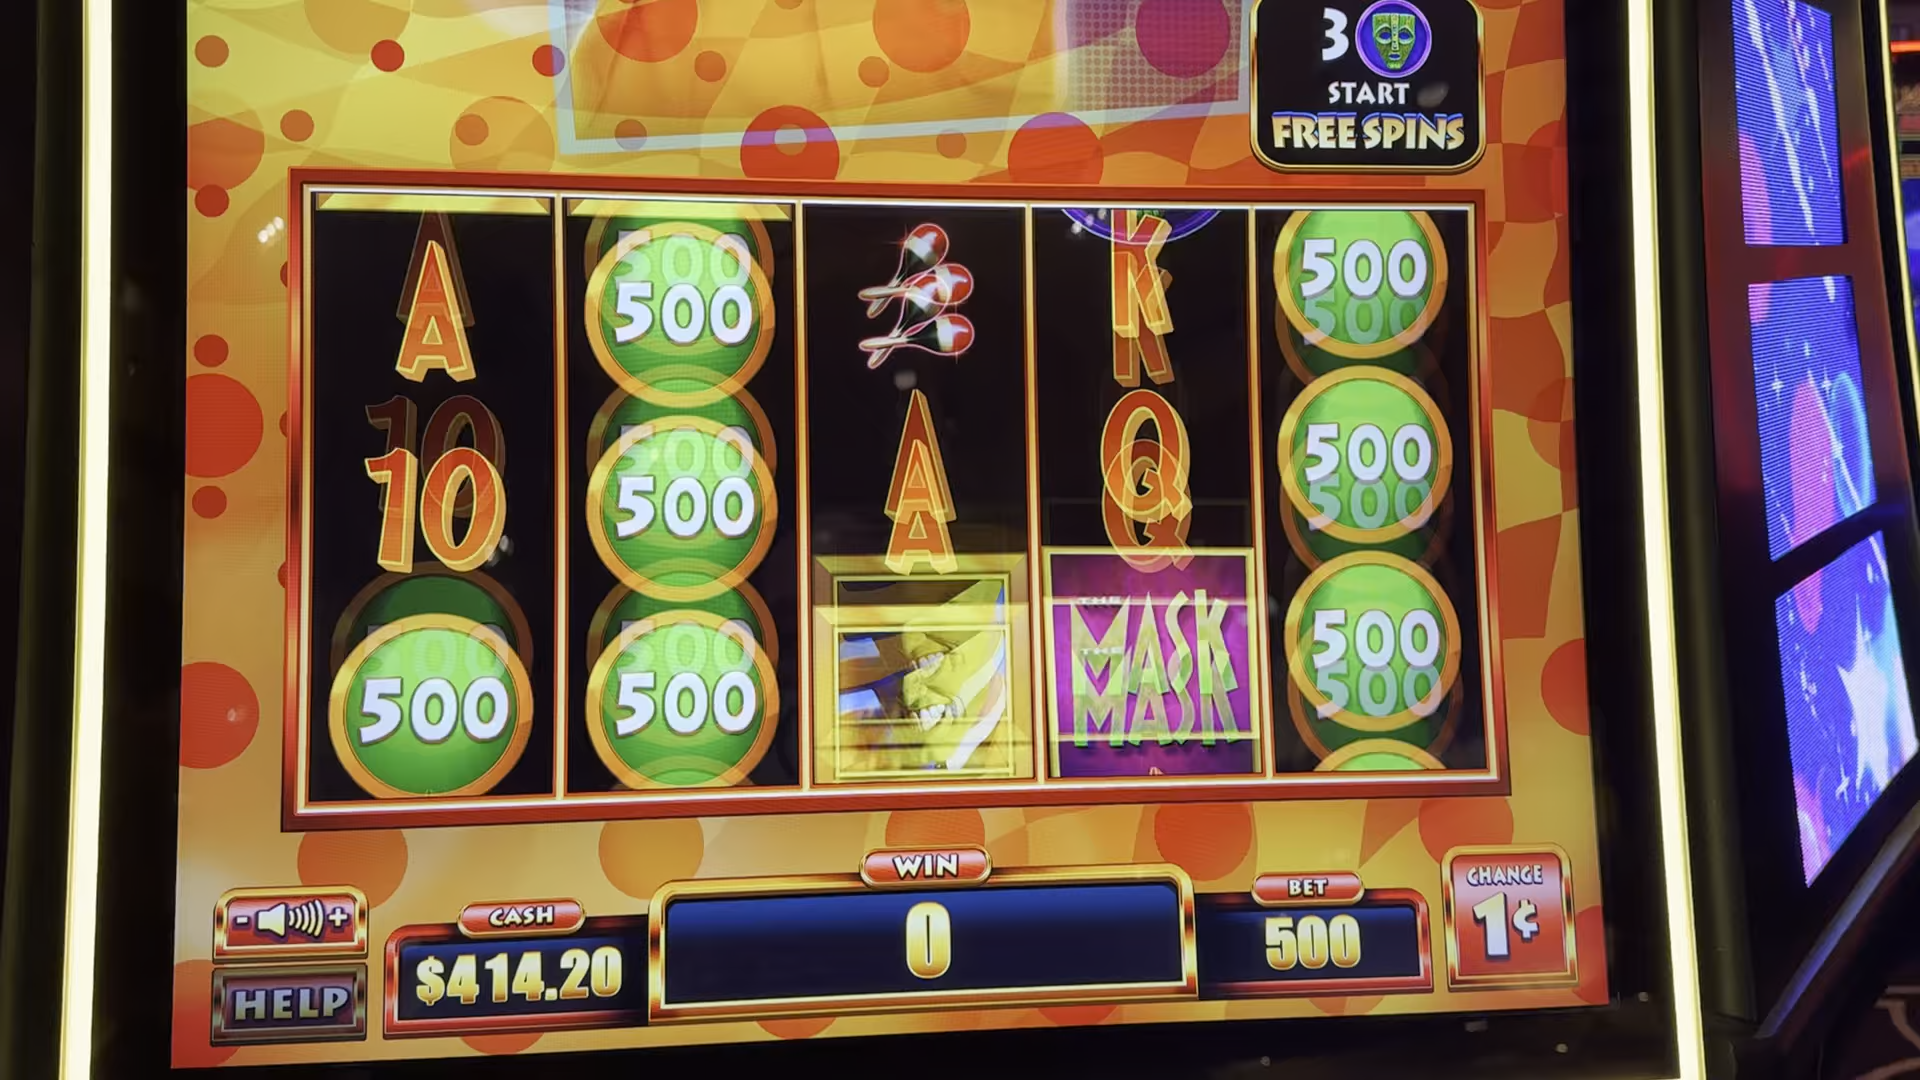 3
START
FREE SPINS
A
500
K
500
10
500
A
Q
500
500
500
THE
MASK
500
WIN
0
CASH
$414.20
BET
500
CHANGE
1¢
- +
HELP